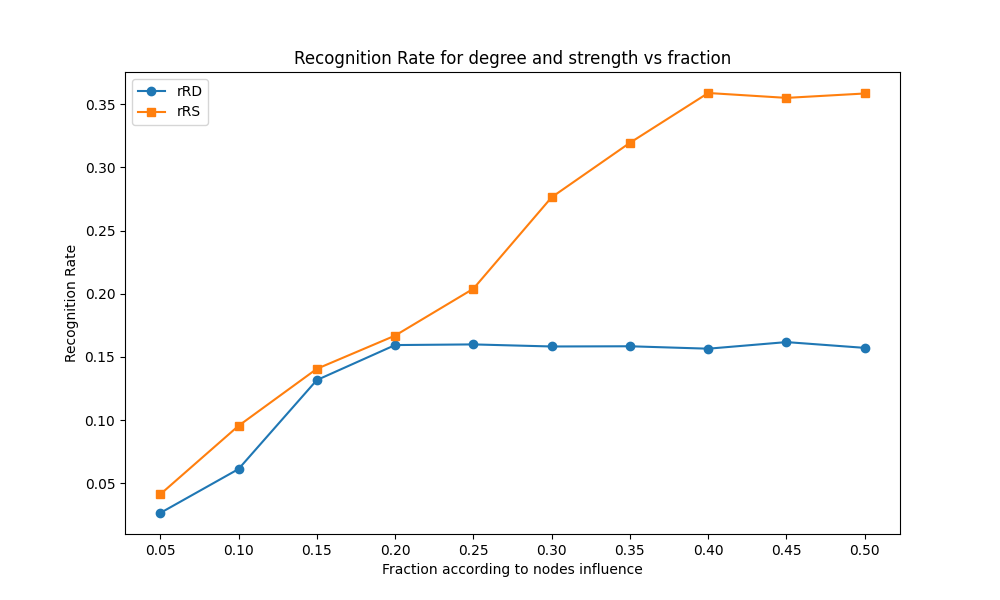 Recognition Rate for degree and strength vs fraction
rRD
rRS
Recognition Rate
0.35
0.30
0.25
0.20
0.15
0.10
0.05
0.05 0.10 0.15 0.20 0.25 0.30 0.35 0.40 0.45 0.50
Fraction according to nodes influence